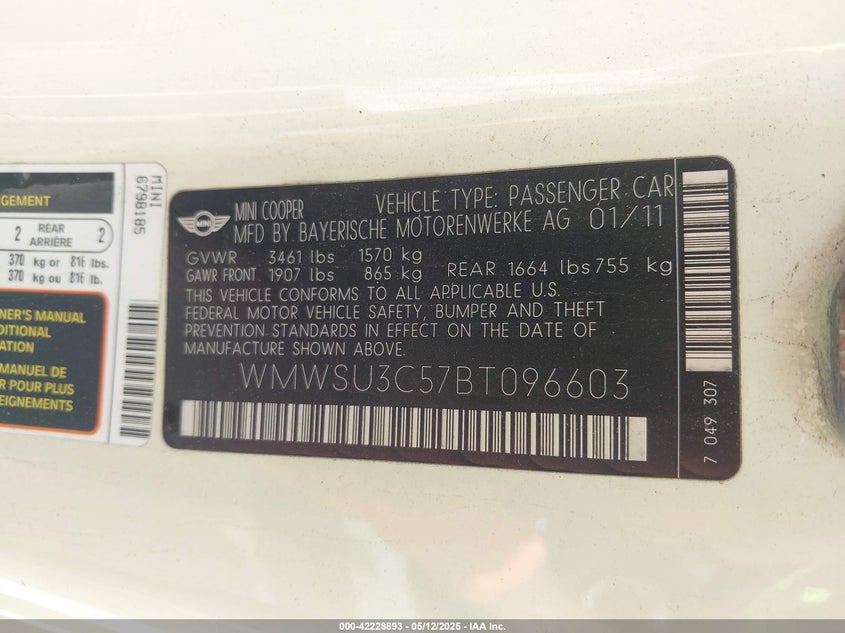 GEMENT
2 REAR 2
ARRIÈRE
370 kg or 816 lbs.
370 kg ou 816 lb.
NER'S MANUAL
DITIONAL
ATION
MANUEL DE
POUR PLUS
EIGNEMENTS
MINI
6798185
MINI
MINI COOPER VEHICLE TYPE: PASSENGER CAR
MFD BY BAYERISCHE MOTORENWERKE AG 01/11
GVWR 3461 lbs 1570 kg
GAWR FRONT 1907 lbs 865 kg REAR 1664 lbs 755 kg
THIS VEHICLE CONFORMS TO ALL APPLICABLE U.S.
FEDERAL MOTOR VEHICLE SAFETY, BUMPER AND THEFT
PREVENTION STANDARDS IN EFFECT ON THE DATE OF
MANUFACTURE SHOWN ABOVE.
WMWSU3C57BT096603
7 049 307
000-42228893 - 05/12/2025 - IAA Inc.